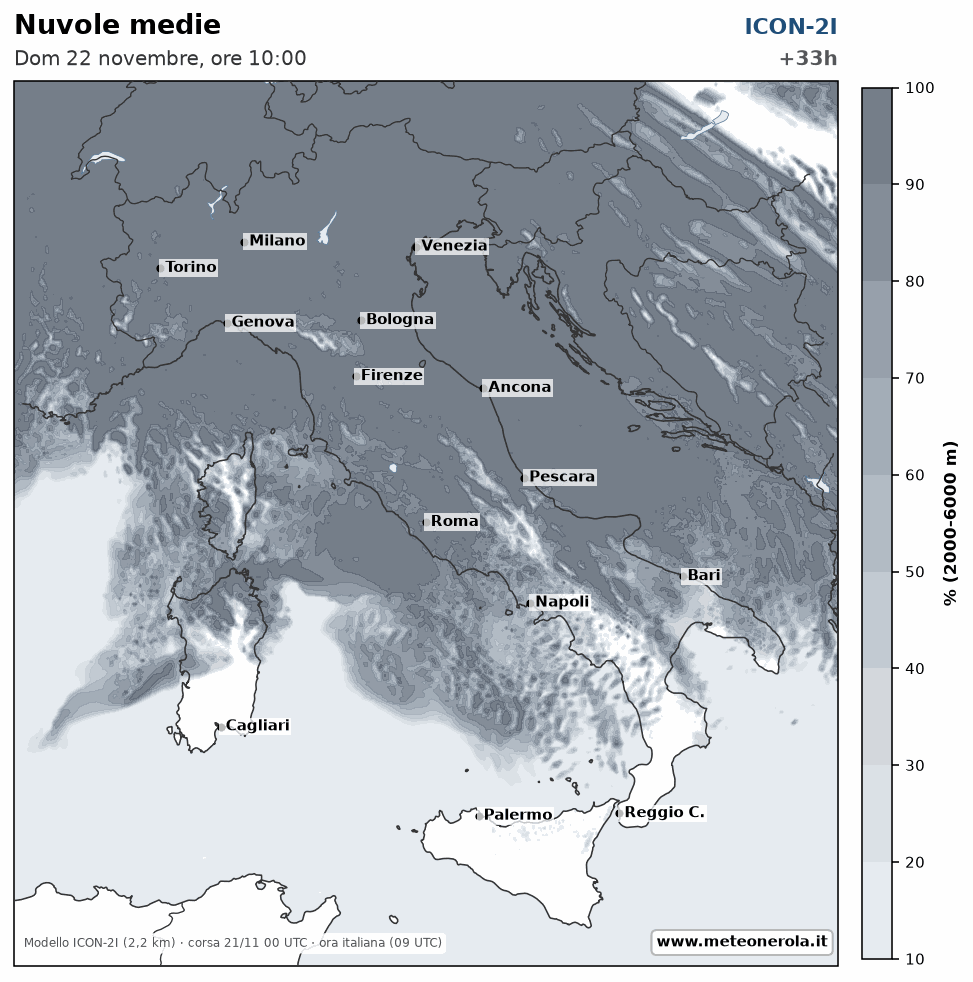 Nuvole medie
ICON-2I
Dom 22 novembre, ore 10:00
+33h
Milano
Torino
Venezia
Genova
Bologna
Firenze
Ancona
Pescara
Roma
Bari
Napoli
Cagliari
Palermo
Reggio C.
Modello ICON-2I (2,2 km) · corsa 21/11 00 UTC · ora italiana (09 UTC)
www.meteonerola.it
100
90
80
70
60
50
40
30
20
10
% (2000-6000 m)